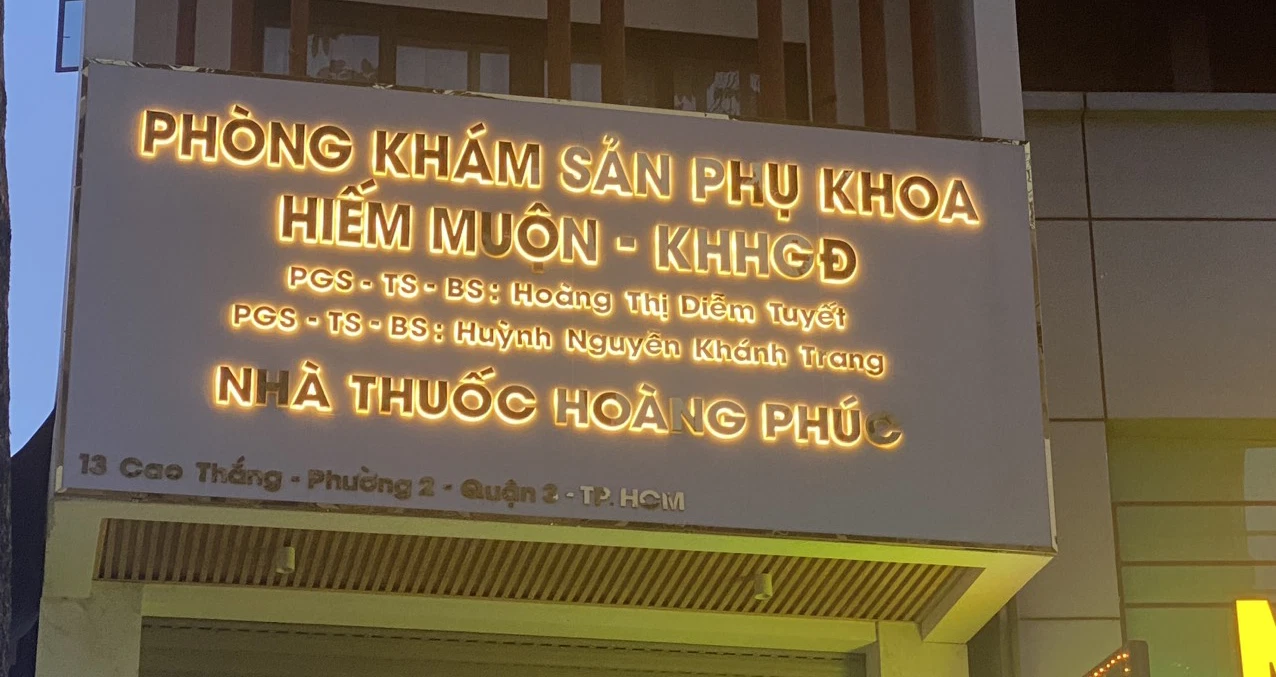 PHÒNG KHÁM SẢN PHỤ KHOA
HIẾM MUỘN - KHHGĐ
PGS - TS - BS : Hoàng Thị Diễm Tuyết
PGS - TS - BS : Huỳnh Nguyễn Khánh Trang
NHÀ THUỐC HOÀNG PHÚC
13 Cao Thắng - Phường 2 - Quận 3 - TP. HCM